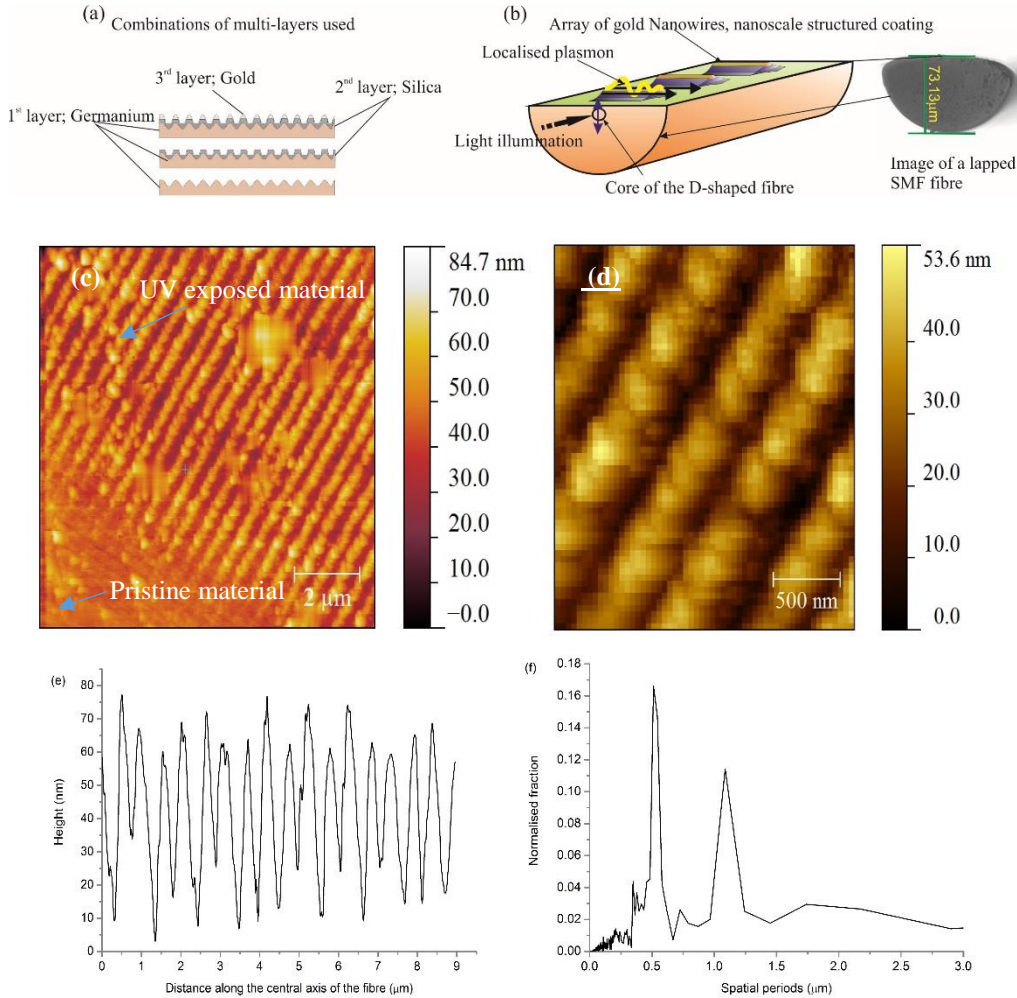 (a)
Combinations of multi-layers used
3rd layer; Gold
2nd layer; Silica
1st layer; Germanium
(b)
Array of gold Nanowires, nanoscale structured coating
Localised plasmon
Light illumination
Core of the D-shaped fibre
73.13μm
Image of a lapped
SMF fibre
(c)
UV exposed material
Pristine material
2 μm
84.7 nm
70.0
60.0
50.0
40.0
30.0
20.0
10.0
−0.0
(d)
500 nm
53.6 nm
40.0
30.0
20.0
10.0
0.0
(e)
80
70
60
50
40
30
20
10
0
Height (nm)
0 1 2 3 4 5 6 7 8 9
Distance along the central axis of the fibre (μm)
(f)
0.18
0.16
0.14
0.12
0.10
0.08
0.06
0.04
0.02
0.00
Normalised fraction
0.0 0.5 1.0 1.5 2.0 2.5 3.0
Spatial periods (μm)